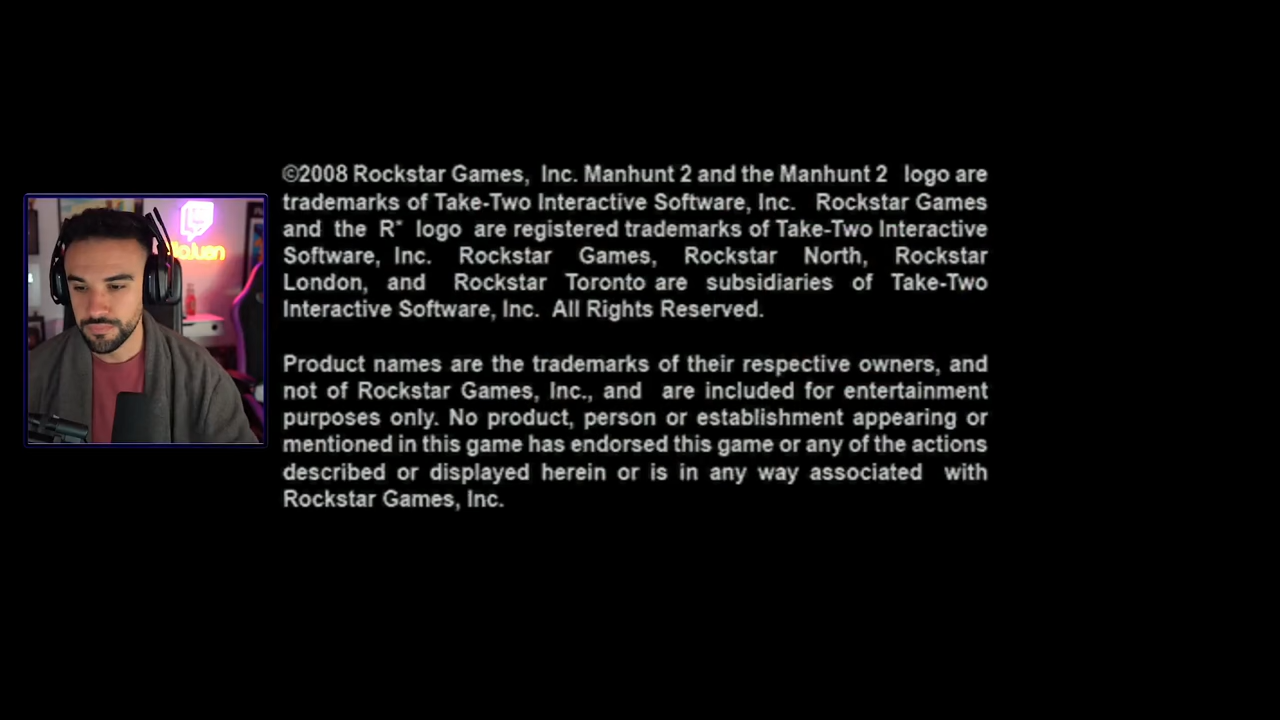 ©2008 Rockstar Games, Inc. Manhunt 2 and the Manhunt 2 logo are
trademarks of Take-Two Interactive Software, Inc. Rockstar Games
and the R* logo are registered trademarks of Take-Two Interactive
Software, Inc. Rockstar Games, Rockstar North, Rockstar
London, and Rockstar Toronto are subsidiaries of Take-Two
Interactive Software, Inc. All Rights Reserved.
Product names are the trademarks of their respective owners, and
not of Rockstar Games, Inc., and are included for entertainment
purposes only. No product, person or establishment appearing or
mentioned in this game has endorsed this game or any of the actions
described or displayed herein or is in any way associated with
Rockstar Games, Inc.